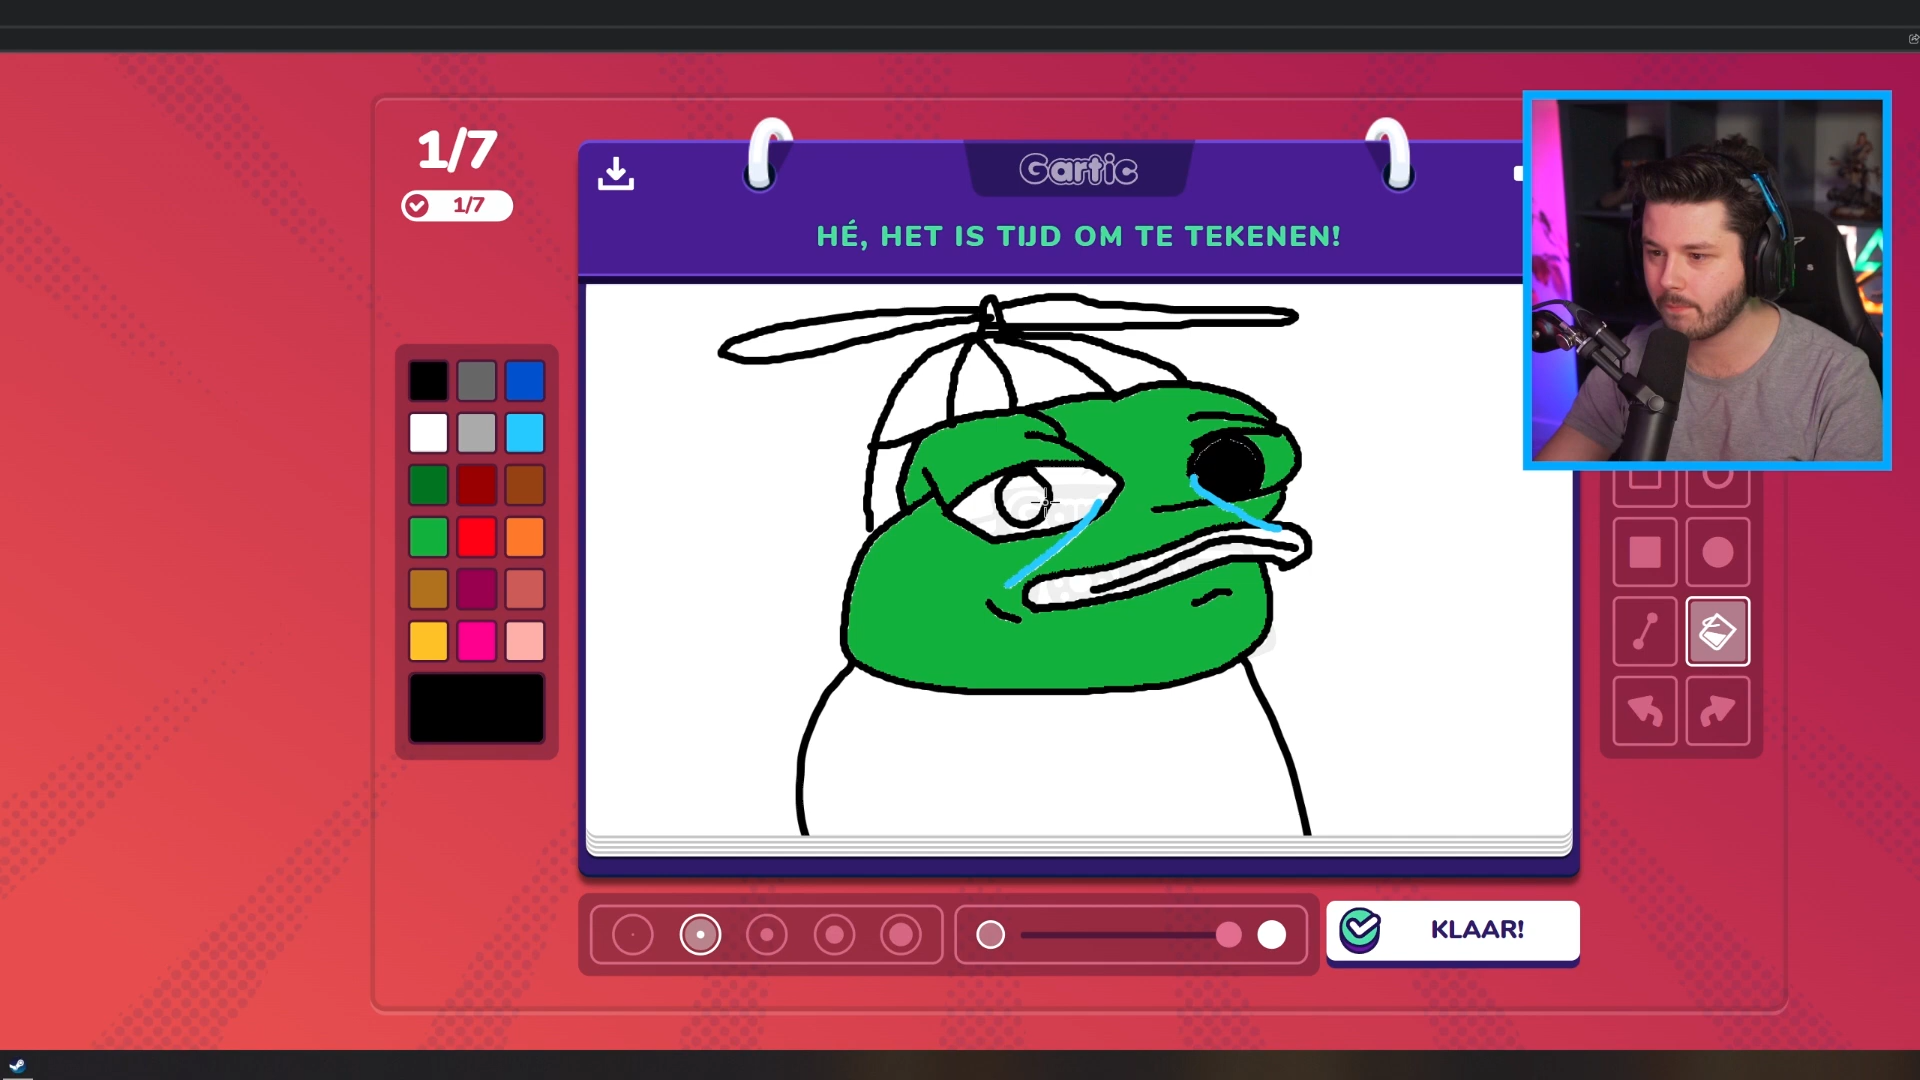 1/7
1/7
Gartic
HÉ, HET IS TIJD OM TE TEKENEN!
KLAAR!